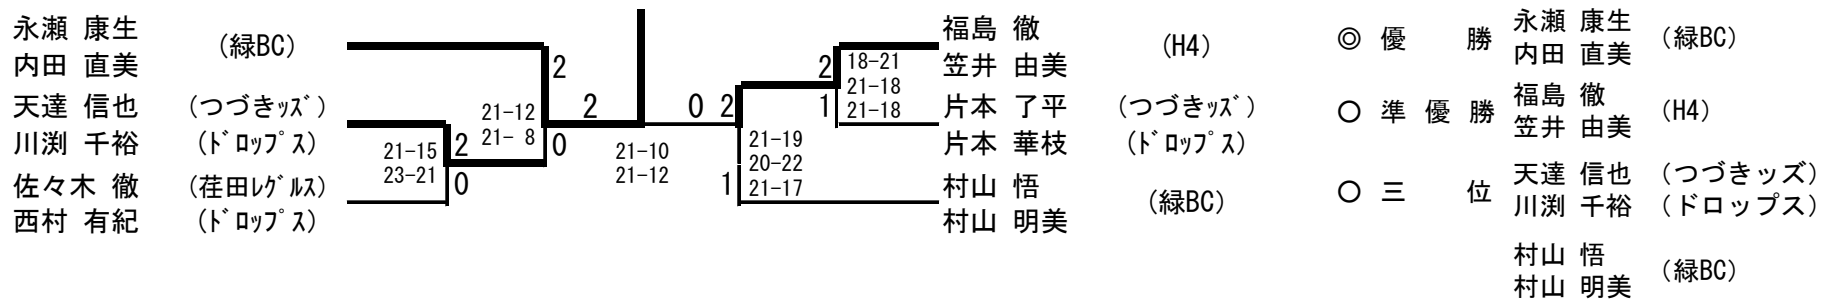 永瀬 康生
内田 直美
(緑BC)
天達 信也
川渕 千裕
(つづきｯｽﾞ)
(ﾄﾞﾛｯﾌﾟｽ)
佐々木 徹
西村 有紀
(荏田ﾚｸﾞﾙｽ)
(ﾄﾞﾛｯﾌﾟｽ)
21-15
23-21
2
0
21-12
21- 8
2
0
2
0
21-10
21-12
2
1
21-19
20-22
21-17
2
1
18-21
21-18
21-18
福島 徹
笠井 由美
(H4)
片本 了平
片本 華枝
(つづきｯｽﾞ)
(ﾄﾞﾛｯﾌﾟｽ)
村山 悟
村山 明美
(緑BC)
◎ 優 勝
永瀬 康生
内田 直美
(緑BC)
○ 準 優 勝
福島 徹
笠井 由美
(H4)
○ 三 位
天達 信也 (つづきッズ)
川渕 千裕 (ドロップス)
村山 悟
村山 明美
(緑BC)